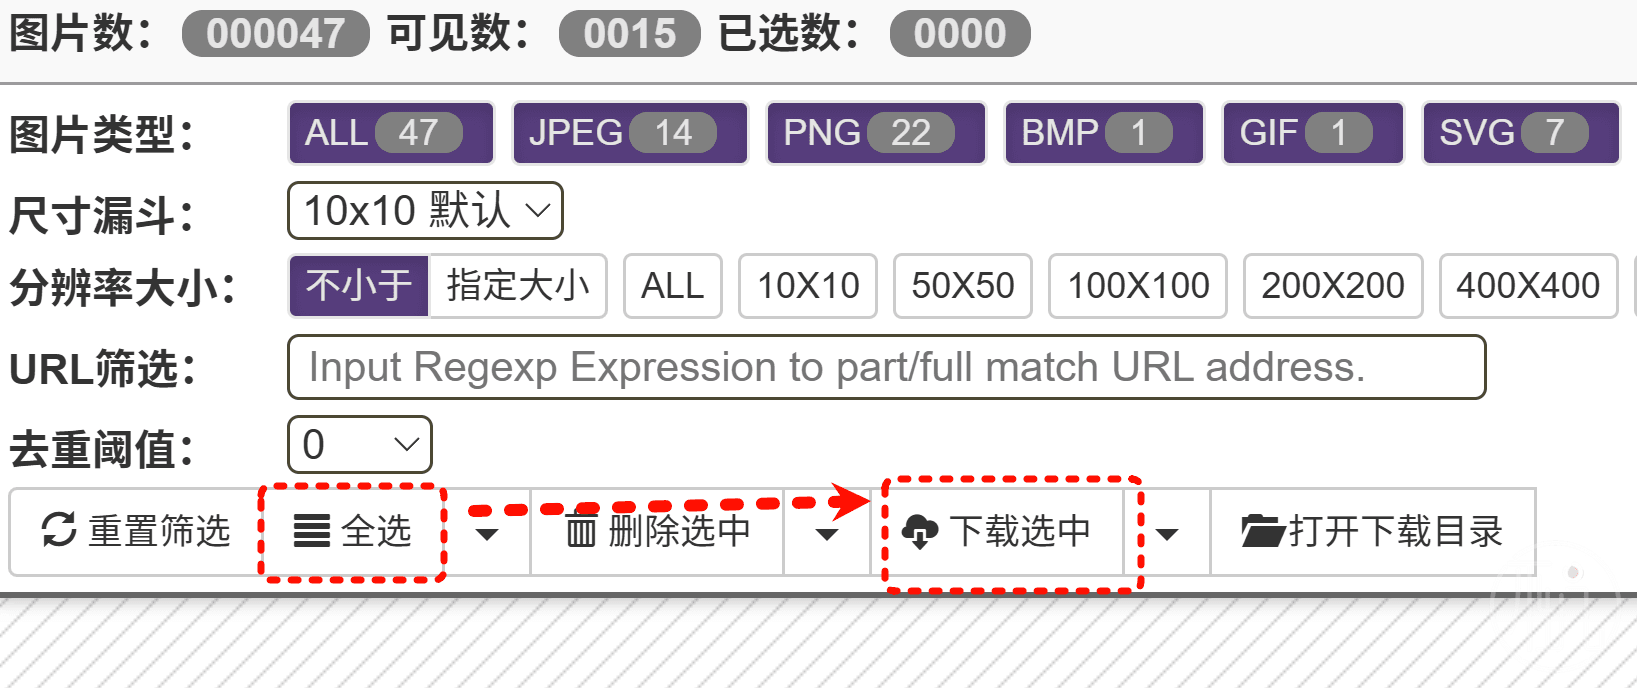 图片数： 000047 可见数： 0015 已选数： 0000
图片类型： ALL 47 JPEG 14 PNG 22 BMP 1 GIF 1 SVG 7
尺寸漏斗： 10x10 默认
分辨率大小： 不小于 指定大小 ALL 10X10 50X50 100X100 200X200 400X400
URL筛选： Input Regexp Expression to part/full match URL address.
去重阈值： 0
重置筛选 全选 删除选中 下载选中 打开下载目录